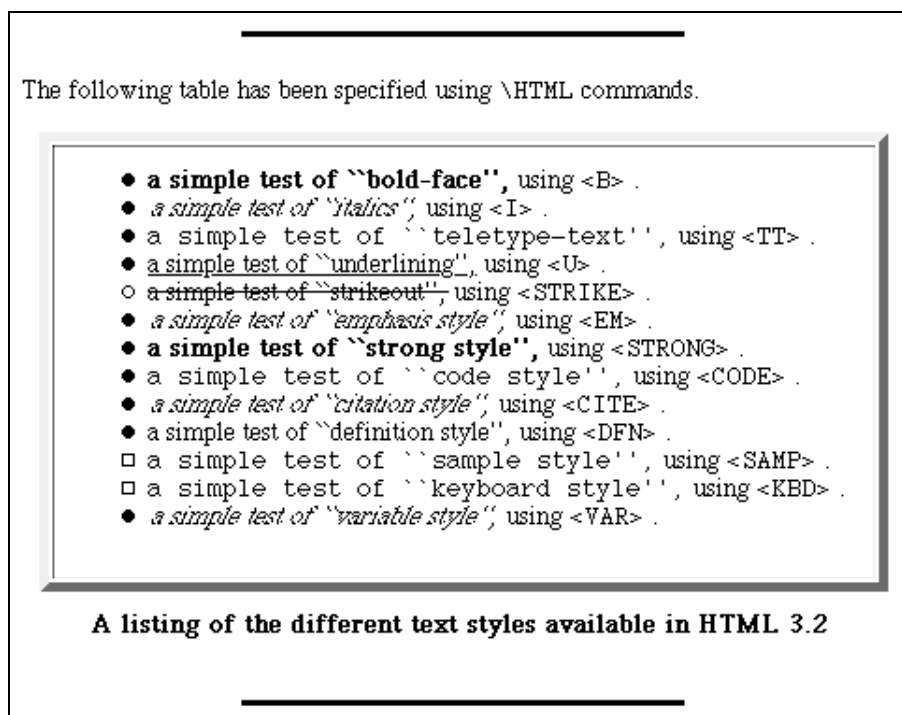 The following table has been specified using \HTML commands.
● a simple test of ``bold-face'', using <B> .
● a simple test of ``italics'', using <I> .
● a simple test of ``teletype-text'', using <TT> .
● a simple test of ``underlining'', using <U> .
○ a simple test of ``strikeout'', using <STRIKE> .
● a simple test of ``emphasis style'', using <EM> .
● a simple test of ``strong style'', using <STRONG> .
● a simple test of ``code style'', using <CODE> .
● a simple test of ``citation style'', using <CITE> .
● a simple test of ``definition style'', using <DFN> .
□ a simple test of ``sample style'', using <SAMP> .
□ a simple test of ``keyboard style'', using <KBD> .
● a simple test of ``variable style'', using <VAR> .
A listing of the different text styles available in HTML 3.2